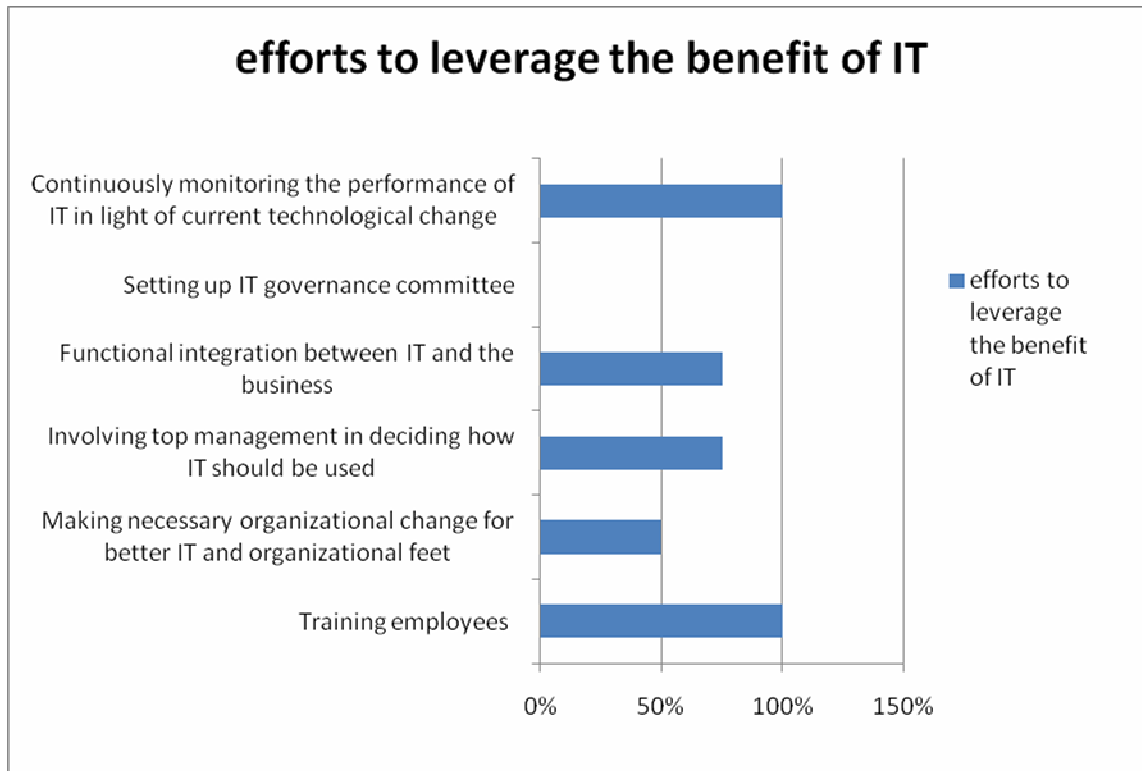 efforts to leverage the benefit of IT
Continuously monitoring the performance of
IT in light of current technological change
Setting up IT governance committee
Functional integration between IT and the
business
Involving top management in deciding how
IT should be used
Making necessary organizational change for
better IT and organizational feet
Training employees
0%
50%
100%
150%
efforts to
leverage
the benefit
of IT